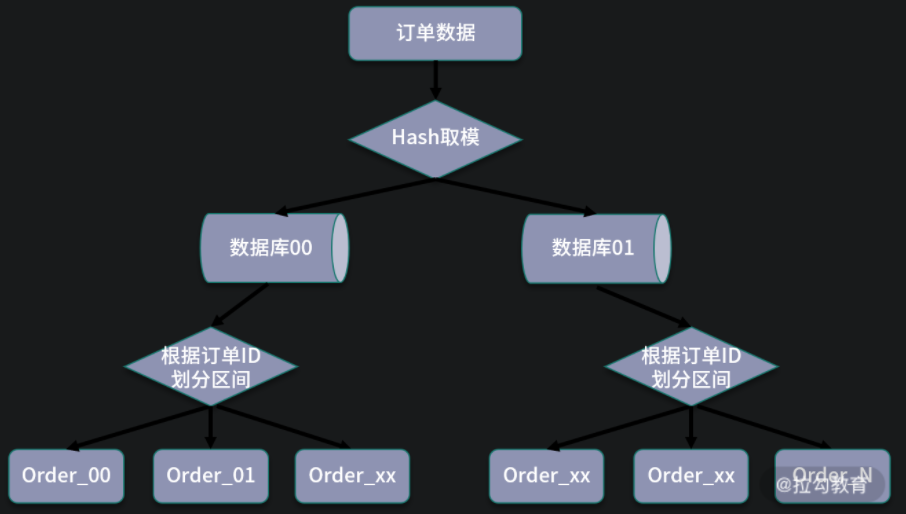 订单数据
Hash取模
数据库00
数据库01
根据订单ID
划分区间
根据订单ID
划分区间
Order_00
Order_01
Order_xx
Order_xx
Order_xx
Order_N
@拉勾教育